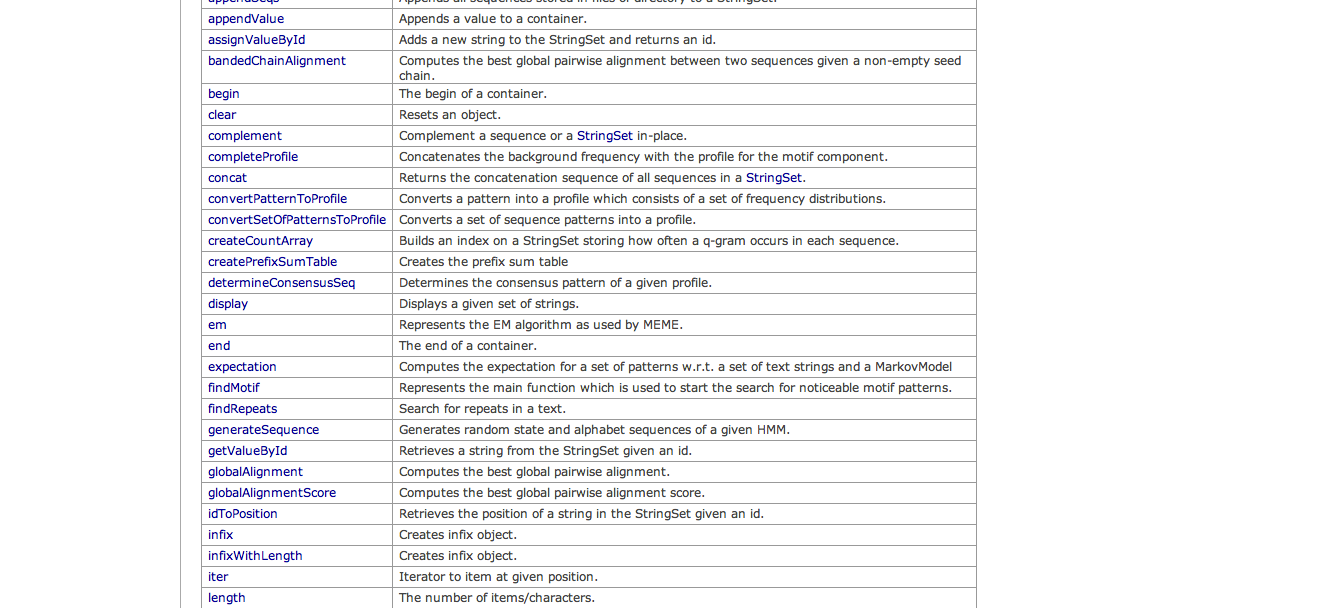 appendSeqs Appends all sequences stored in files or directory to a StringSet.
appendValue Appends a value to a container.
assignValueById Adds a new string to the StringSet and returns an id.
bandedChainAlignment Computes the best global pairwise alignment between two sequences given a non-empty seed
chain.
begin The begin of a container.
clear Resets an object.
complement Complement a sequence or a StringSet in-place.
completeProfile Concatenates the background frequency with the profile for the motif component.
concat Returns the concatenation sequence of all sequences in a StringSet.
convertPatternToProfile Converts a pattern into a profile which consists of a set of frequency distributions.
convertSetOfPatternsToProfile Converts a set of sequence patterns into a profile.
createCountArray Builds an index on a StringSet storing how often a q-gram occurs in each sequence.
createPrefixSumTable Creates the prefix sum table
determineConsensusSeq Determines the consensus pattern of a given profile.
display Displays a given set of strings.
em Represents the EM algorithm as used by MEME.
end The end of a container.
expectation Computes the expectation for a set of patterns w.r.t. a set of text strings and a MarkovModel
findMotif Represents the main function which is used to start the search for noticeable motif patterns.
findRepeats Search for repeats in a text.
generateSequence Generates random state and alphabet sequences of a given HMM.
getValueById Retrieves a string from the StringSet given an id.
globalAlignment Computes the best global pairwise alignment.
globalAlignmentScore Computes the best global pairwise alignment score.
idToPosition Retrieves the position of a string in the StringSet given an id.
infix Creates infix object.
infixWithLength Creates infix object.
iter Iterator to item at given position.
length The number of items/characters.